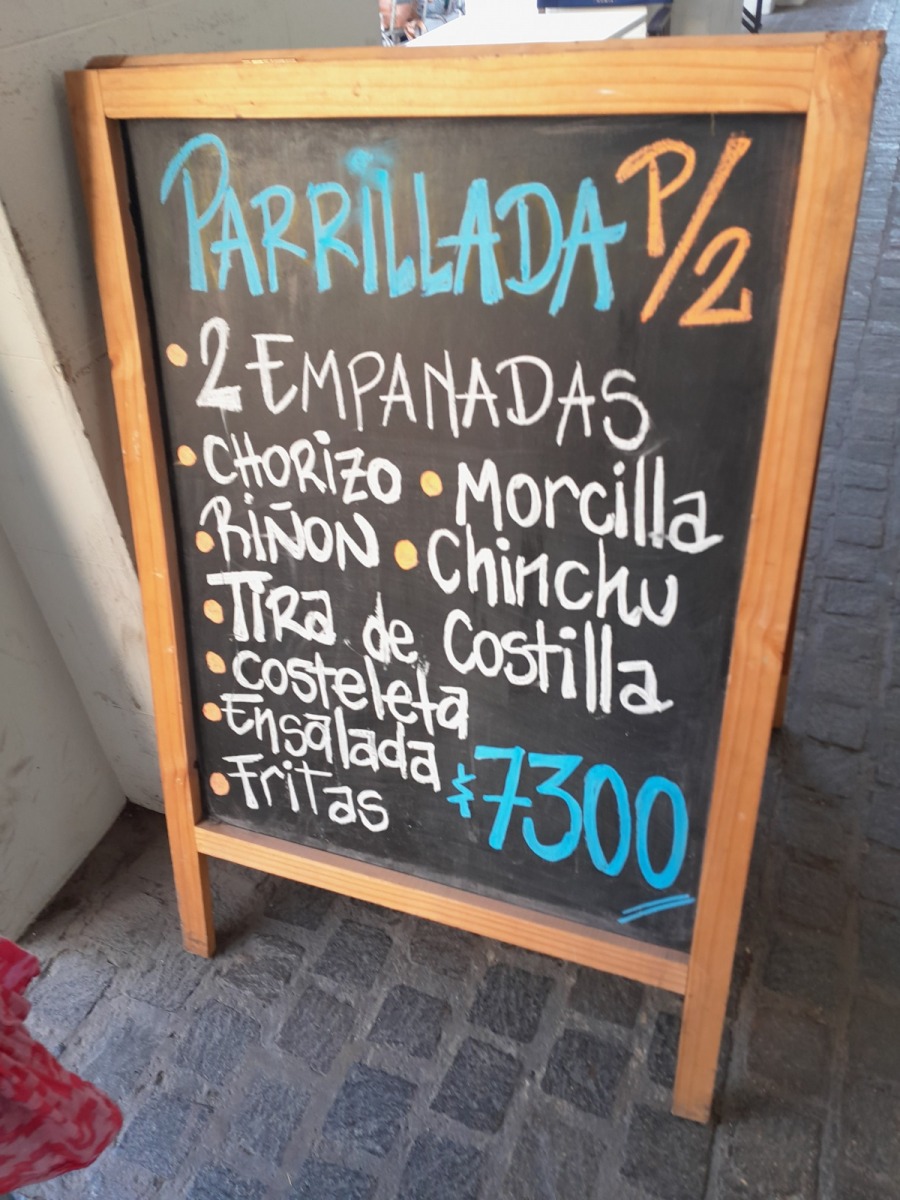 PARRiLLADA P/2
• 2 EMPANADAS
• CHORiZO • Morcilla
• RIÑON • Chinchu
• TIRa de Costilla
• costeleta
• Ensalada
• Fritas
$7300